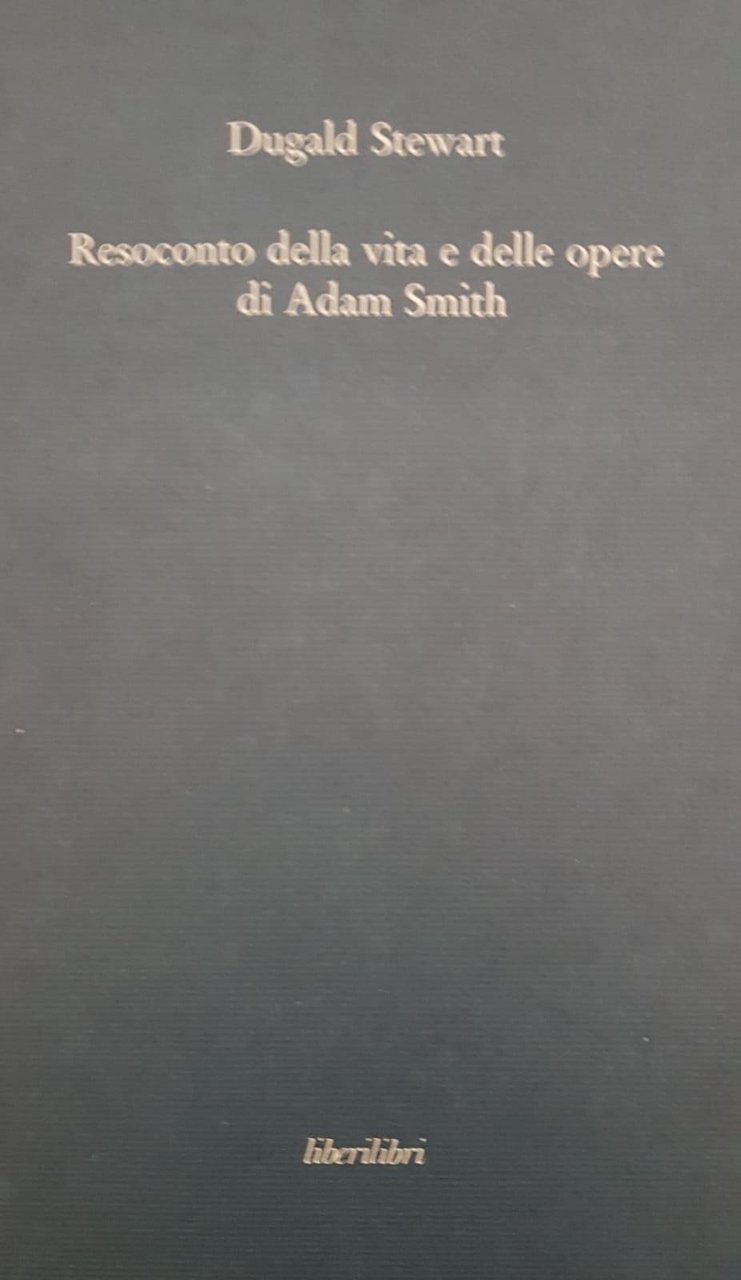 Dugald Stewart
Resoconto della vita e delle opere
di Adam Smith
liberilibri